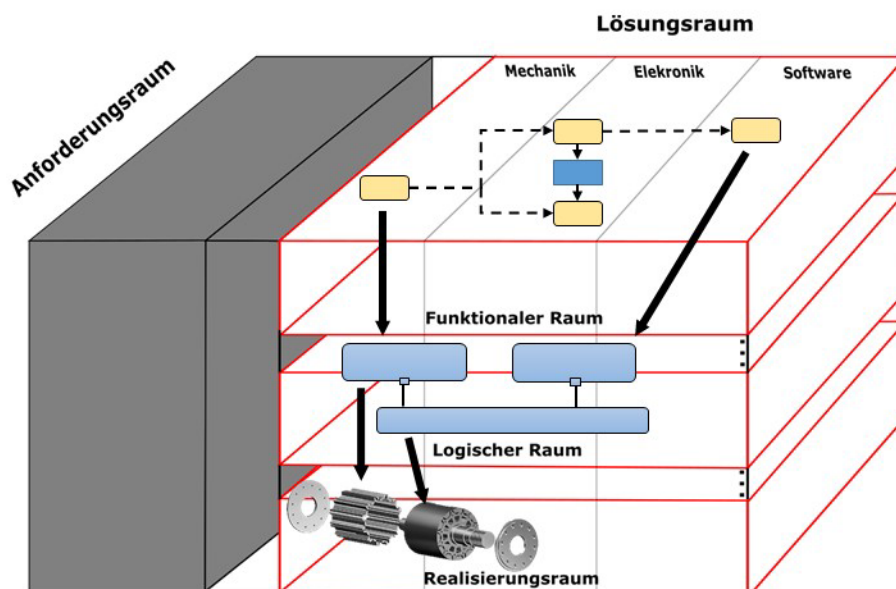 Lösungsraum
Anforderungsraum
Mechanik
Elekronik
Software
Funktionaler Raum
Logischer Raum
Realisierungsraum